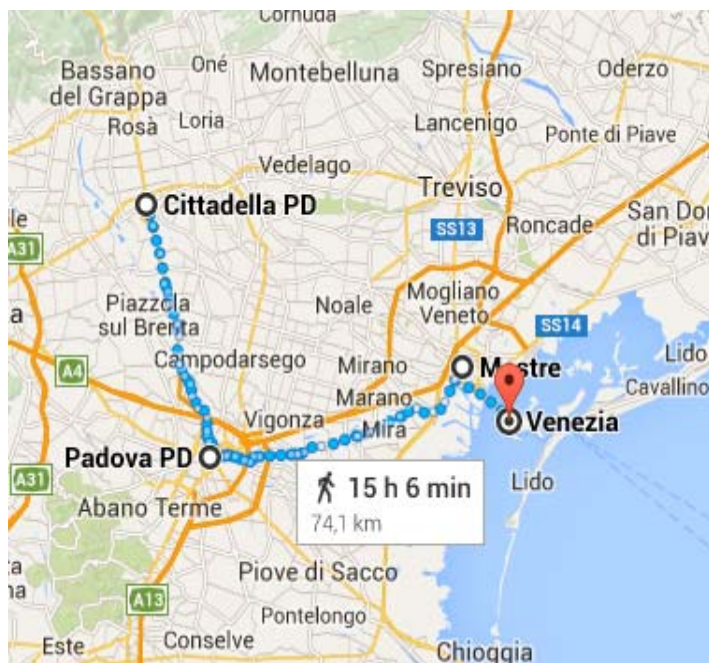 Cornuda
Oné
Bassano
del Grappa
Montebelluna
Spresiano
Oderzo
Rosà
Loria
Lancenigo
Ponte di Piave
Vedelago
Treviso
Cittadella PD
SS13
Roncade
San Don
di Piav
A31
Mogliano
Veneto
Piazzola
sul Brenta
Noale
SS14
A4
Campodarsego
Mirano
Mestre
Lido
Cavallino
Marano
Vigonza
Mira
Venezia
Padova PD
A31
15 h 6 min
74,1 km
Lido
Abano Terme
Piove di Sacco
A13
Pontelongo
Este
Conselve
Chioggia